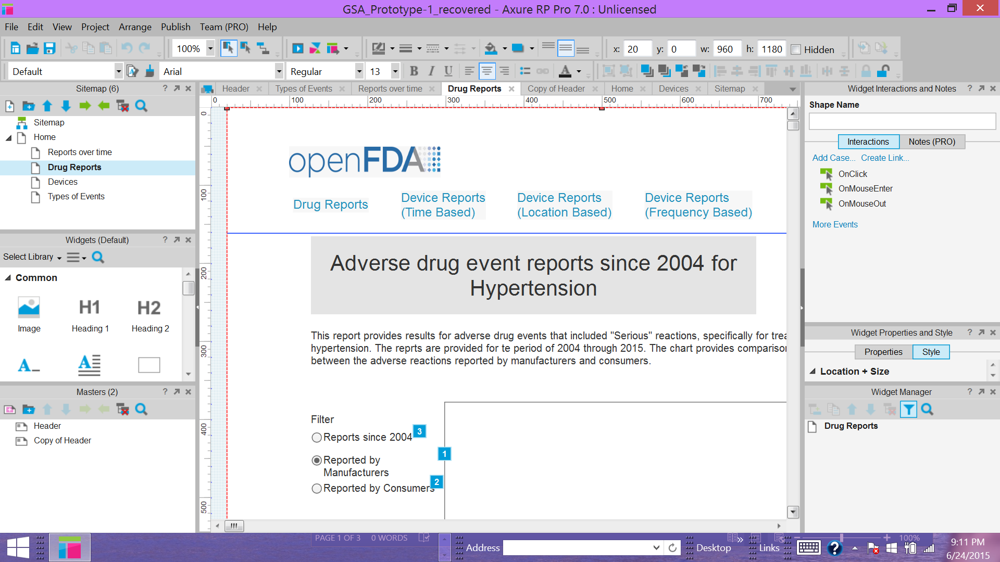 GSA_Prototype-1_recovered - Axure RP Pro 7.0 : Unlicensed
File Edit View Project Arrange Publish Team (PRO) Help
100% x: 20 y: 0 w: 960 h: 1180 Hidden
Default Arial Regular 13 B I U A
Sitemap (6) ?
Sitemap
Home
Reports over time
Drug Reports
Devices
Types of Events
Widgets (Default) ?
Select Library
Common
H1 H2
Image Heading 1 Heading 2
A A
Masters (2) ?
Header
Copy of Header
Header Types of Events Reports over time Drug Reports Copy of Header Home Devices Sitemap
0 100 200 300 400 500 600 700
0
100
200
300
400
500
openFDA
Drug Reports
Device Reports
(Time Based)
Device Reports
(Location Based)
Device Reports
(Frequency Based)
Adverse drug event reports since 2004 for
Hypertension
This report provides results for adverse drug events that included "Serious" reactions, specifically for trea
hypertension. The reprts are provided for te period of 2004 through 2015. The chart provides comparison
between the adverse reactions reported by manufacturers and consumers.
Filter
Reports since 2004 3
1
Reported by
Manufacturers
2
Reported by Consumers
Widget Interactions and Notes ?
Shape Name
Interactions Notes (PRO)
Add Case... Create Link...
OnClick
OnMouseEnter
OnMouseOut
More Events
Widget Properties and Style ?
Properties Style
Location + Size
Widget Manager ?
Drug Reports
PAGE 1 OF 3 0 WORDS 100%
Address Desktop Links ?
9:11 PM
6/24/2015